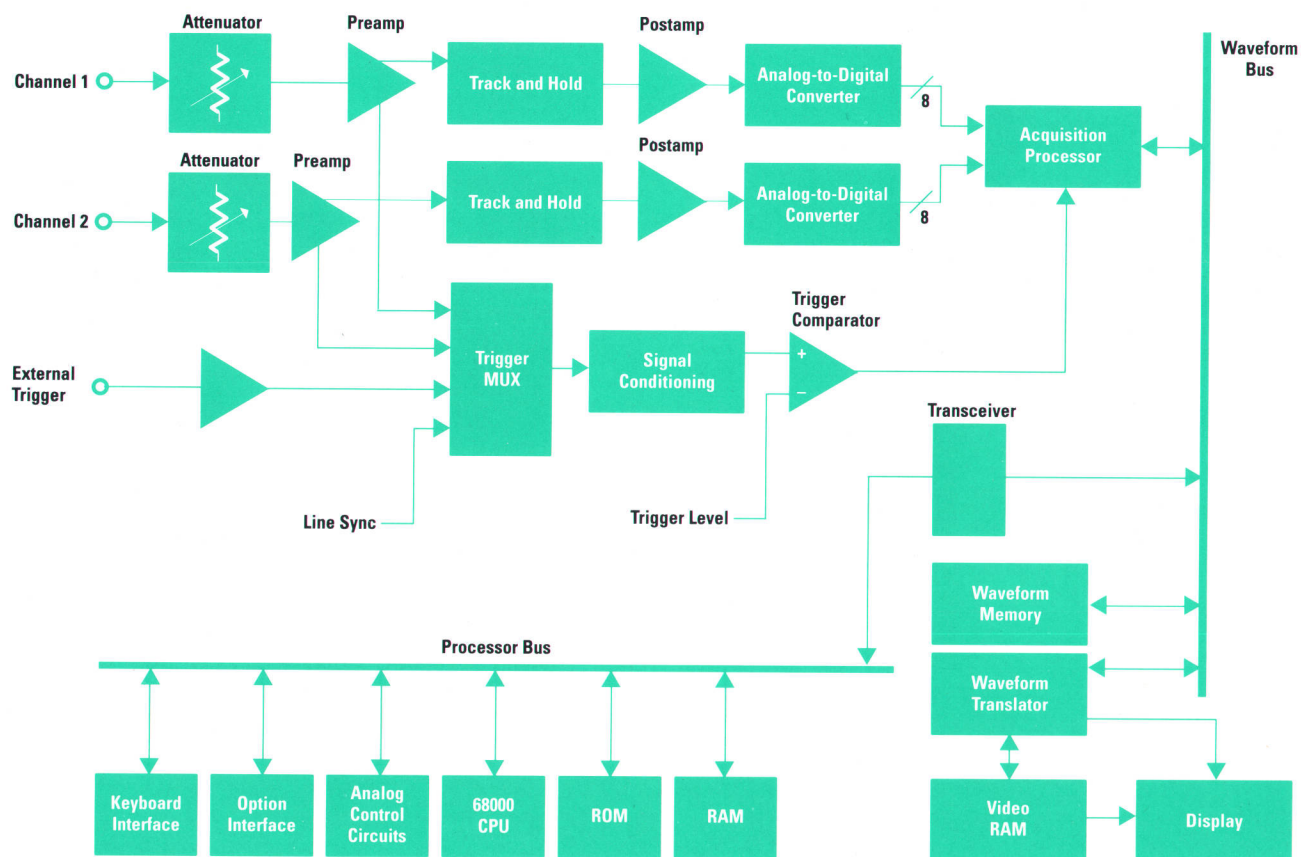 Attenuator
Preamp
Postamp
Waveform
Bus
Channel 1
Track and Hold
Analog-to-Digital
Converter
8
Acquisition
Processor
Attenuator
Preamp
Postamp
Channel 2
Track and Hold
Analog-to-Digital
Converter
8
Trigger
Comparator
External
Trigger
Trigger
MUX
Signal
Conditioning
+
–
Transceiver
Line Sync
Trigger Level
Waveform
Memory
Processor Bus
Waveform
Translator
Keyboard
Interface
Option
Interface
Analog
Control
Circuits
68000
CPU
ROM
RAM
Video
RAM
Display